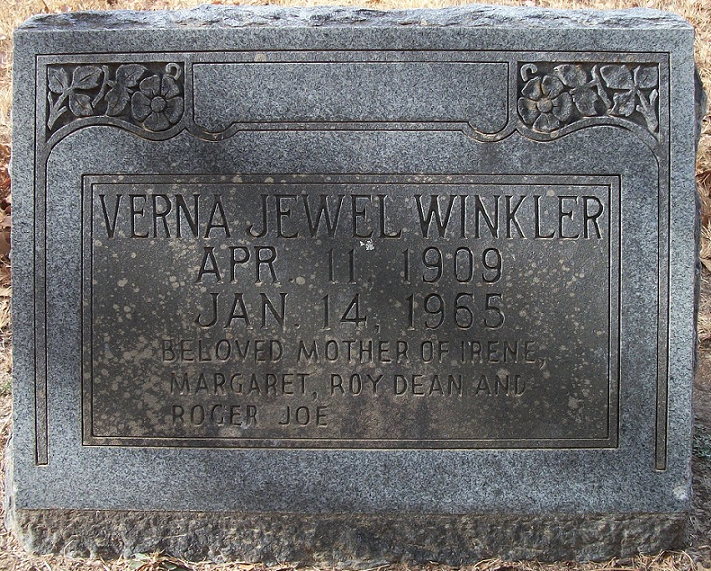 VERNA JEWEL WINKLER
APR. 11, 1909
JAN. 14, 1965
BELOVED MOTHER OF IRENE,
MARGARET, ROY DEAN AND
ROGER JOE